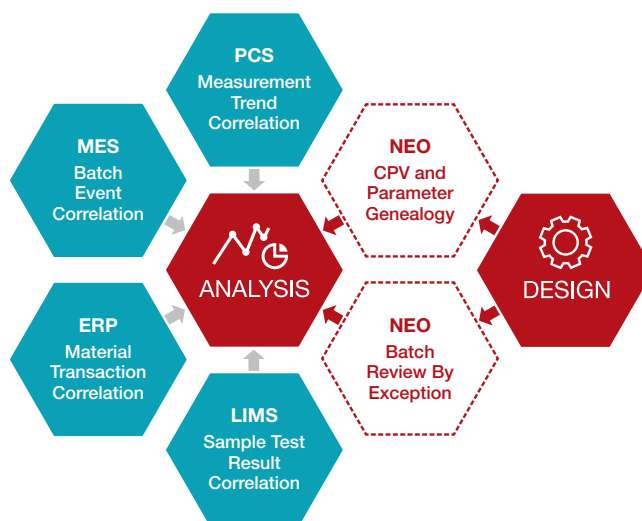 PCS
Measurement
Trend
Correlation
MES
Batch
Event
Correlation
NEO
CPV and
Parameter
Genealogy
ANALYSIS
DESIGN
ERP
Material
Transaction
Correlation
NEO
Batch
Review By
Exception
LIMS
Sample Test
Result
Correlation